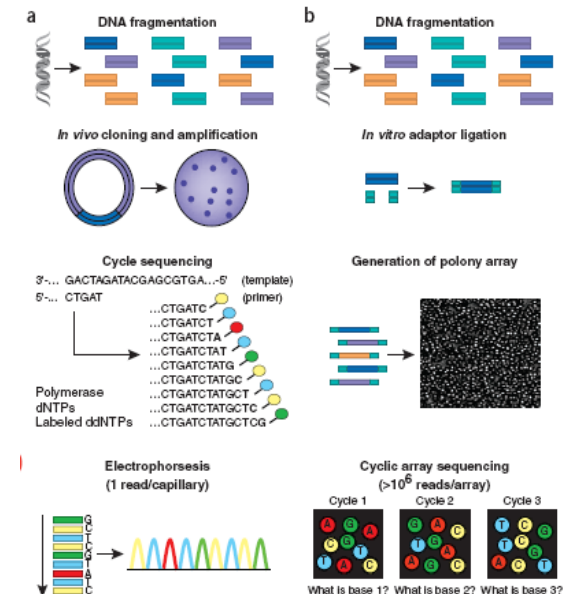 a
DNA fragmentation
In vivo cloning and amplification
Cycle sequencing
3'-... GACTAGATACGAGCGTGA...-5' (template)
5'-... CTGAT (primer)
...CTGATC
...CTGATCT
...CTGATCTA
...CTGATCTAT
...CTGATCTATG
...CTGATCTATGC
...CTGATCTATGCT
...CTGATCTATGCTC
...CTGATCTATGCTCG
Polymerase
dNTPs
Labeled ddNTPs
Electrophorsesis
(1 read/capillary)
G
C
T
C
G
T
A
T
C
b
DNA fragmentation
In vitro adaptor ligation
Generation of polony array
Cyclic array sequencing
(>10⁶ reads/array)
Cycle 1 Cycle 2 Cycle 3
A G A
C G
C T
A T
G A C
G C
T A
A G C
T C G
T C
C A
G T
What is base 1? What is base 2? What is base 3?